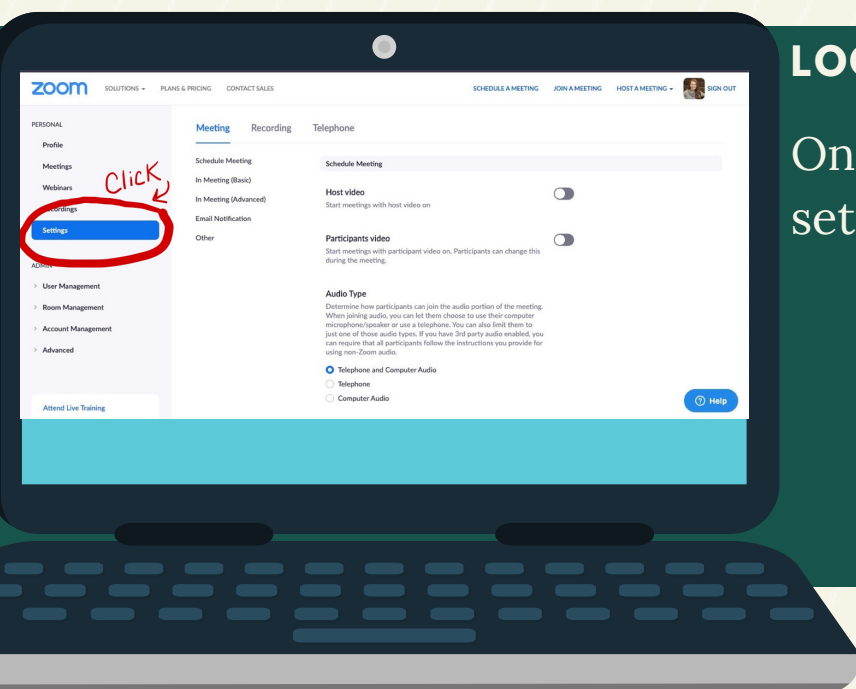 LO
On
set
zoom
SOLUTIONS
PLANS & PRICING
CONTACT SALES
SCHEDULE A MEETING
JOIN A MEETING
HOST A MEETING
SIGN OUT
PERSONAL
Profile
Meetings
Webinars
Recordings
Settings
Click
ADMIN
User Management
Room Management
Account Management
Advanced
Attend Live Training
Meeting
Recording
Telephone
Schedule Meeting
In Meeting (Basic)
In Meeting (Advanced)
Email Notification
Other
Schedule Meeting
Host video
Start meetings with host video on
Participants video
Start meetings with participant video on. Participants can change this
during the meeting.
Audio Type
Determine how participants can join the audio portion of the meeting.
When joining audio, you can let them choose to use their computer
microphone/speaker or use a telephone. You can also limit them to
just one of those audio types. If you have 3rd party audio enabled, you
can require that all participants follow the instructions you provide for
using non-Zoom audio.
Telephone and Computer Audio
Telephone
Computer Audio
Help